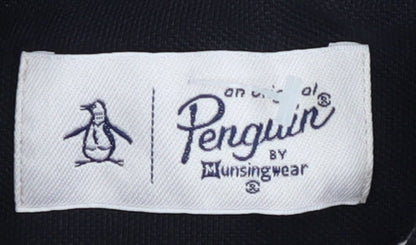 an original®
Penguin
BY
Munsingwear
®